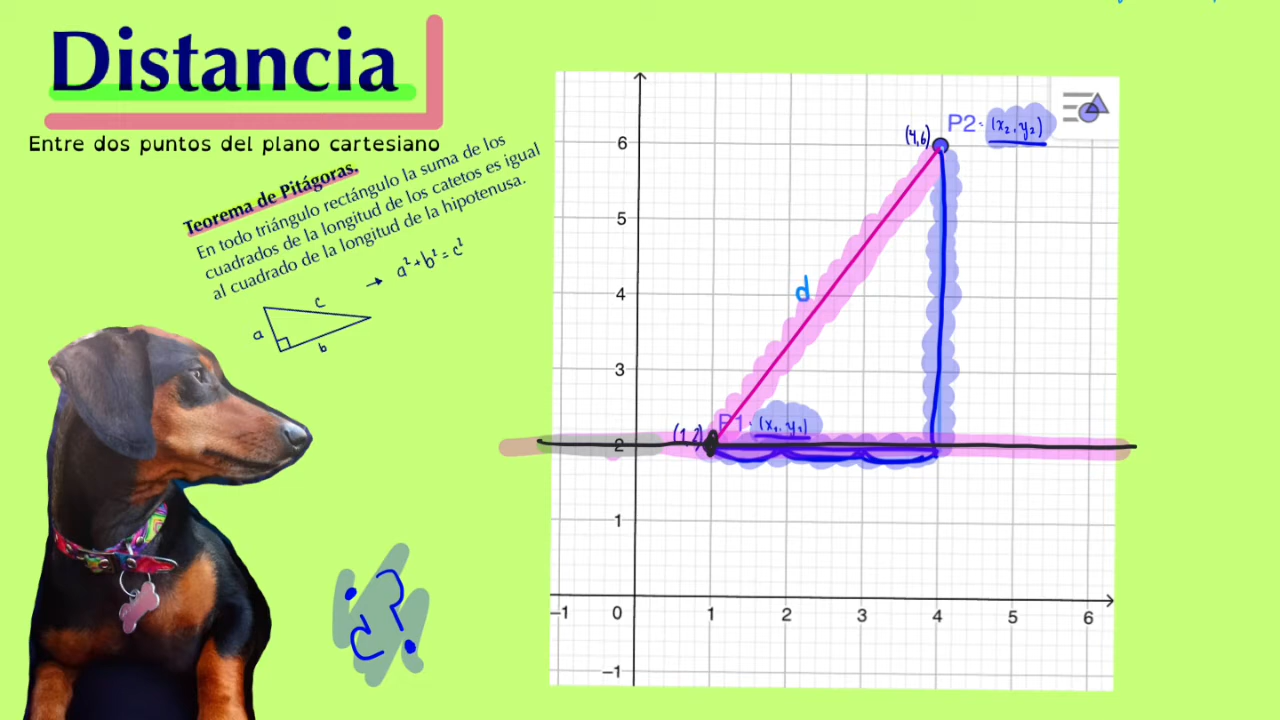 Distancia
Entre dos puntos del plano cartesiano
Teorema de Pitágoras.
En todo triángulo rectángulo la suma de los
cuadrados de la longitud de los catetos es igual
al cuadrado de la longitud de la hipotenusa.
→ a²+b²=c²
c
a
b
¿?
6
(4,6)
P2
(x₂, y₂)
5
4
d
3
P1
(x₁, y₁)
(1,2)
2
1
−1
0
1
2
3
4
5
6
−1